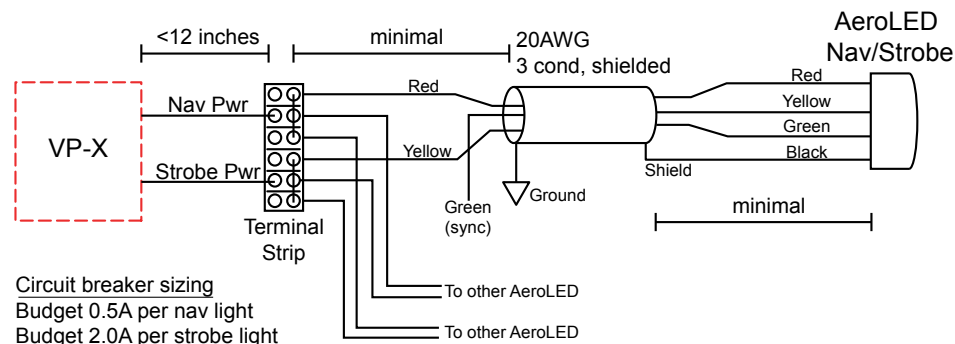 AeroLED
Nav/Strobe
<12 inches
minimal
20AWG
3 cond, shielded
Red
Red
Nav Pwr
Yellow
VP-X
Green
Yellow
Black
Strobe Pwr
Shield
Ground
Green
(sync)
minimal
Terminal
Strip
Circuit breaker sizing
Budget 0.5A per nav light
Budget 2.0A per strobe light
To other AeroLED
To other AeroLED